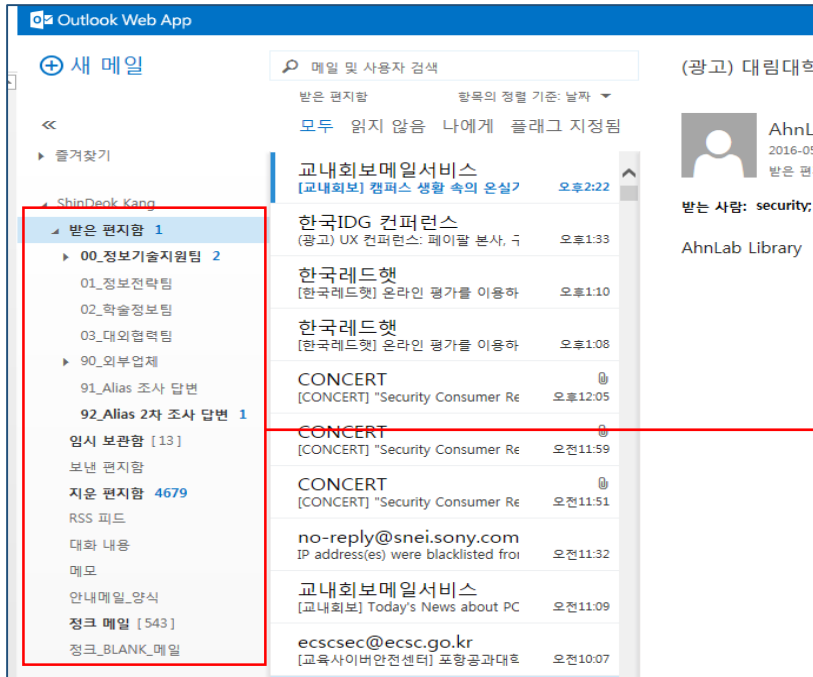 Outlook Web App
새 메일
즐겨찾기
ShinDeok Kang
받은 편지함 1
00_정보기술지원팀 2
01_정보전략팀
02_학술정보팀
03_대외협력팀
90_외부업체
91_Alias 조사 답변
92_Alias 2차 조사 답변 1
임시 보관함 [13]
보낸 편지함
지운 편지함 4679
RSS 피드
대화 내용
메모
안내메일_양식
정크 메일 [543]
정크_BLANK_메일
메일 및 사용자 검색
받은 편지함 항목의 정렬 기준: 날짜
모두 읽지 않음 나에게 플래그 지정됨
교내회보메일서비스
[교내회보] 캠퍼스 생활 속의 온실가 오후2:22
한국IDG 컨퍼런스
(광고) UX 컨퍼런스: 페이팔 본사, 오후1:33
한국레드햇
[한국레드햇] 온라인 평가를 이용하 오후1:10
한국레드햇
[한국레드햇] 온라인 평가를 이용하 오후1:08
CONCERT
[CONCERT] "Security Consumer Re 오후12:05
CONCERT
[CONCERT] "Security Consumer Re 오전11:59
CONCERT
[CONCERT] "Security Consumer Re 오전11:51
no-reply@snei.sony.com
IP address(es) were blacklisted from 오전11:32
교내회보메일서비스
[교내회보] Today's News about PO 오전11:09
ecscsec@ecsc.go.kr
[교육사이버안전센터] 포항공과대학 오전10:07
(광고) 대림대학
AhnL
2016-05
받은 편
받는 사람: security;
AhnLab Library